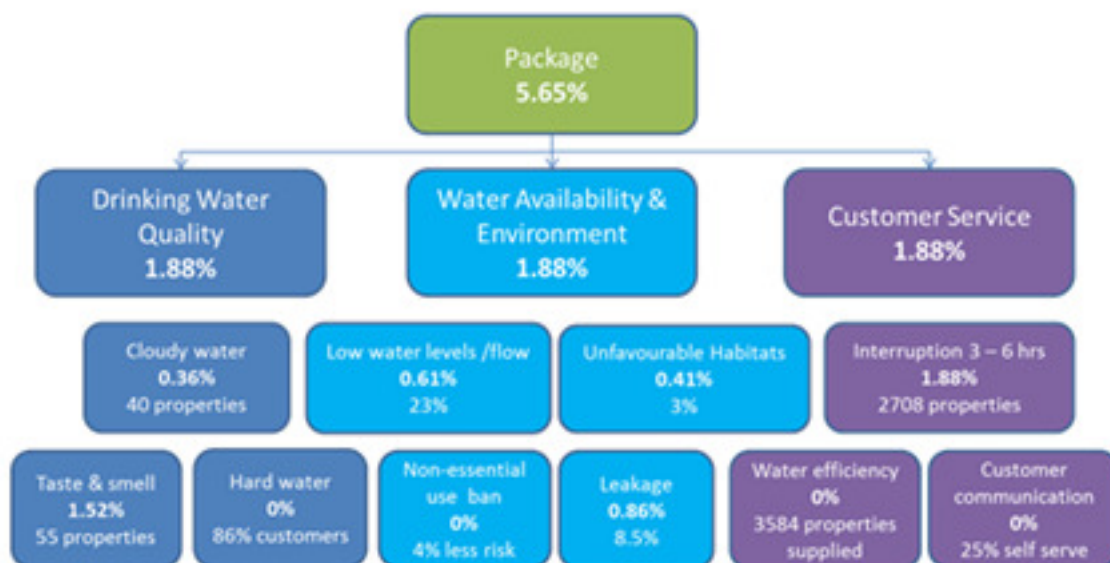 Package
5.65%
Drinking Water
Quality
1.88%
Water Availability &
Environment
1.88%
Customer Service
1.88%
Cloudy water
0.36%
40 properties
Low water levels /flow
0.61%
23%
Unfavourable Habitats
0.41%
3%
Interruption 3 – 6 hrs
1.88%
2708 properties
Taste & smell
1.52%
55 properties
Hard water
0%
86% customers
Non-essential
use ban
0%
4% less risk
Leakage
0.86%
8.5%
Water efficiency
0%
3584 properties
supplied
Customer
communication
0%
25% self serve